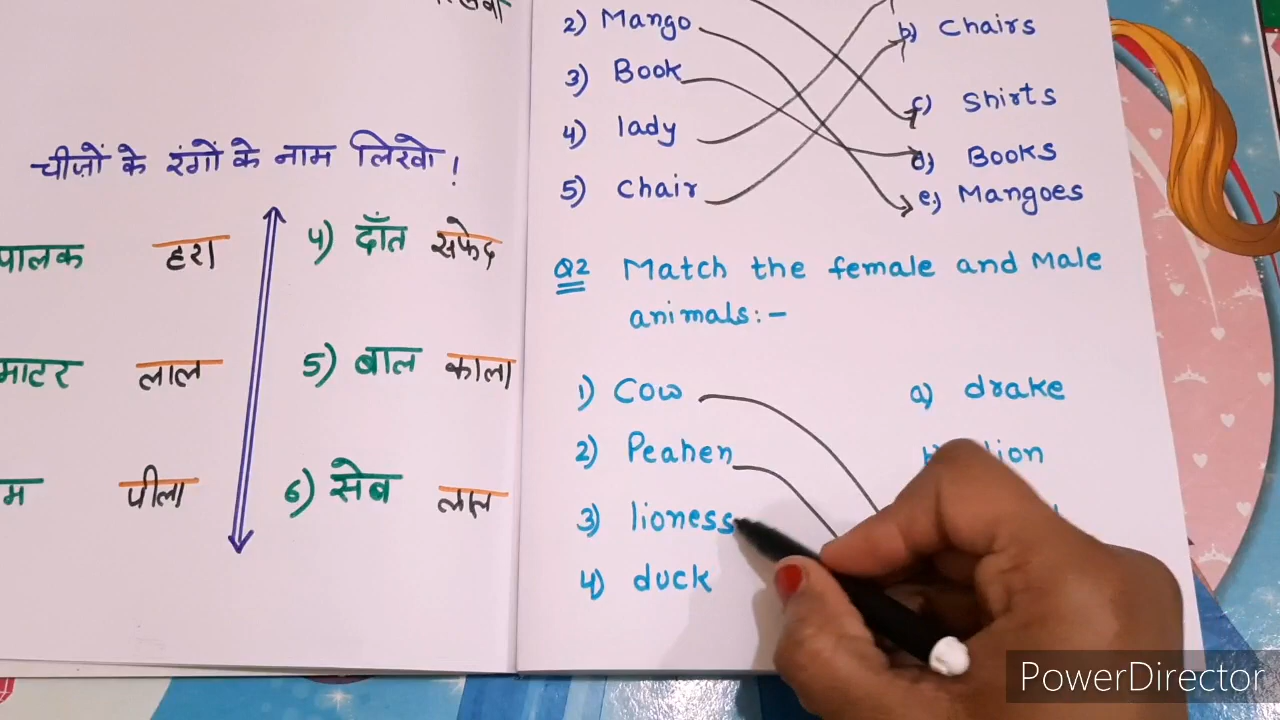 चीज़ों के रंगों के नाम लिखो !
पालक हरा
लाल
पीला
4) दाँत सफेद
5) बाल काला
6) सेब लाल
2) Mango
3) Book
4) lady
5) Chair
b) Chairs
c) Shirts
d) Books
e) Mangoes
Q2 Match the female and Male
animals:-
1) Cow a) drake
2) Peahen lion
3) lioness
4) duck
PowerDirector